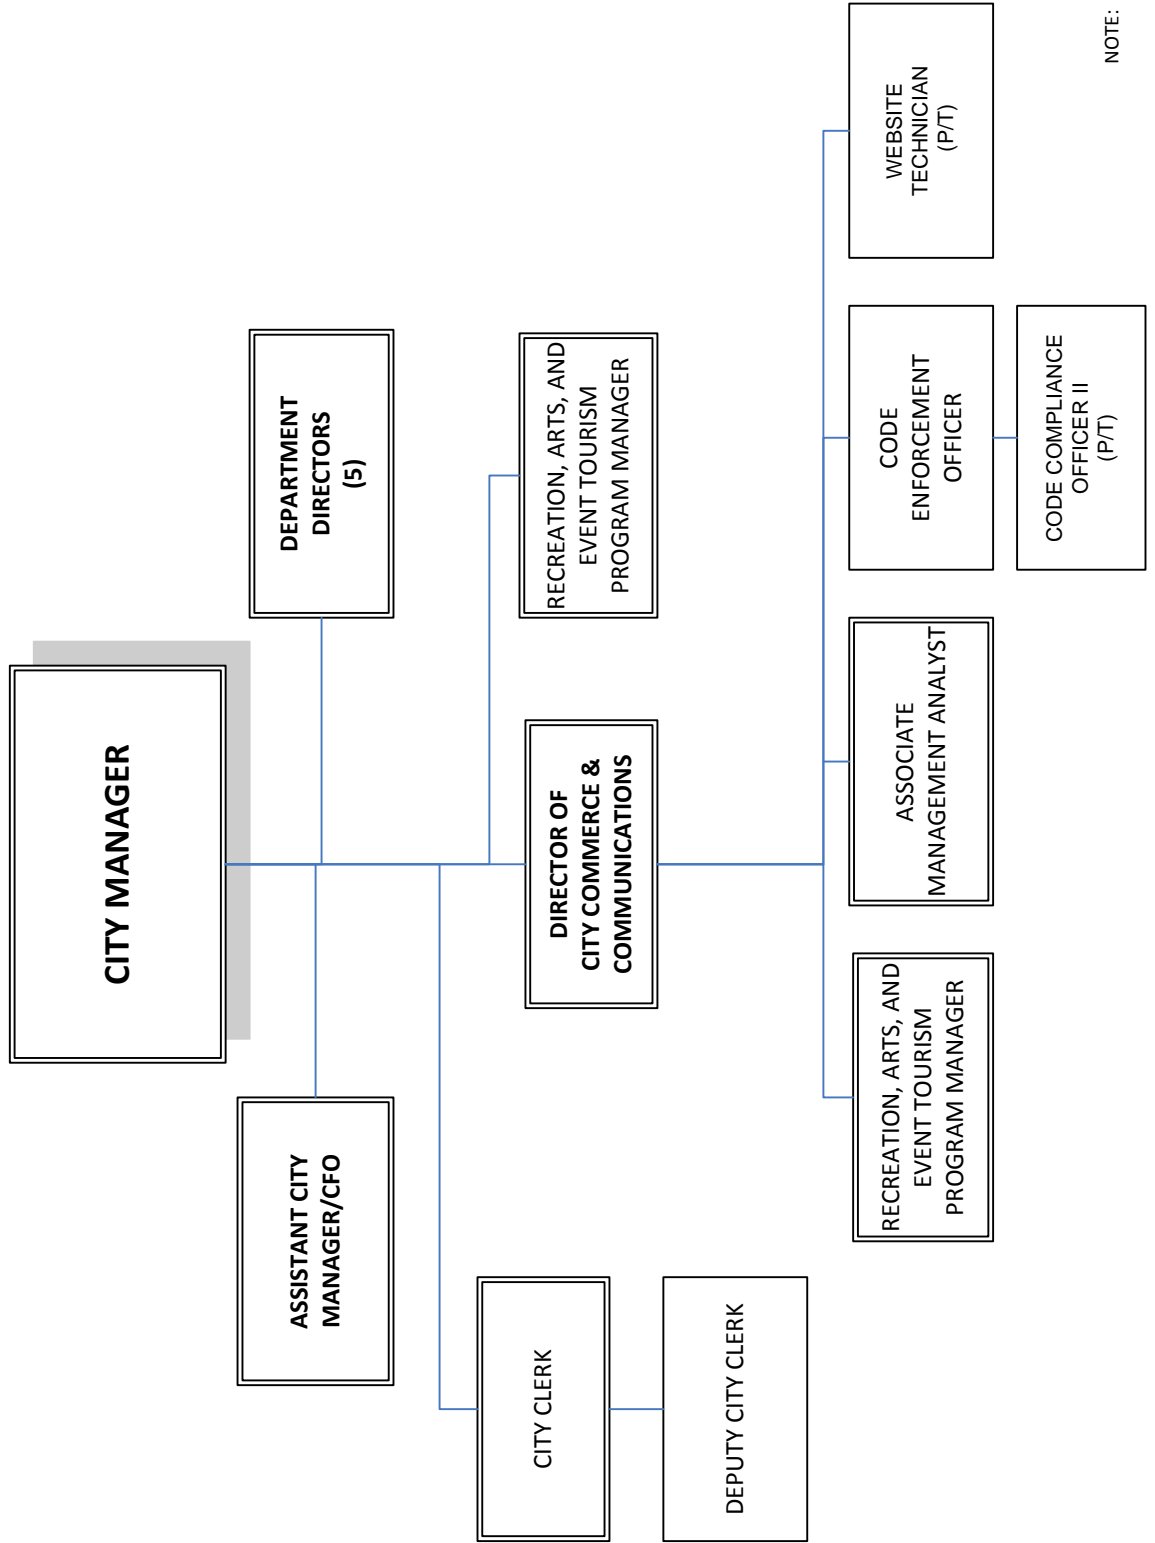 CITY MANAGER
ASSISTANT CITY
MANAGER/CFO
DEPARTMENT
DIRECTORS
(5)
CITY CLERK
DIRECTOR OF
CITY COMMERCE &
COMMUNICATIONS
RECREATION, ARTS, AND
EVENT TOURISM
PROGRAM MANAGER
DEPUTY CITY CLERK
RECREATION, ARTS, AND
EVENT TOURISM
PROGRAM MANAGER
ASSOCIATE
MANAGEMENT ANALYST
CODE
ENFORCEMENT
OFFICER
WEBSITE
TECHNICIAN
(P/T)
CODE COMPLIANCE
OFFICER II
(P/T)
NOTE: